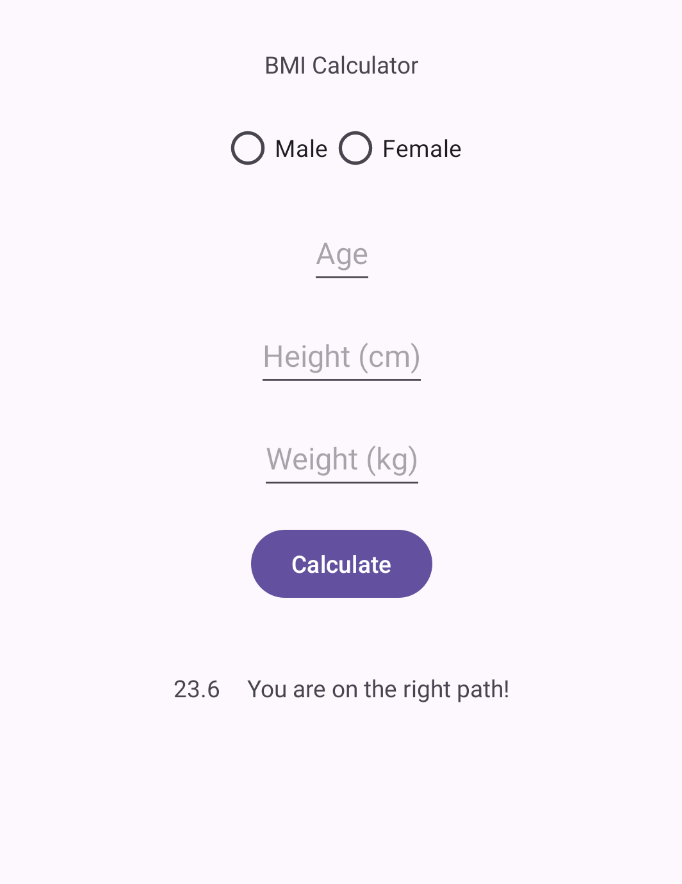 BMI Calculator
Male Female
Age
Height (cm)
Weight (kg)
Calculate
23.6 You are on the right path!